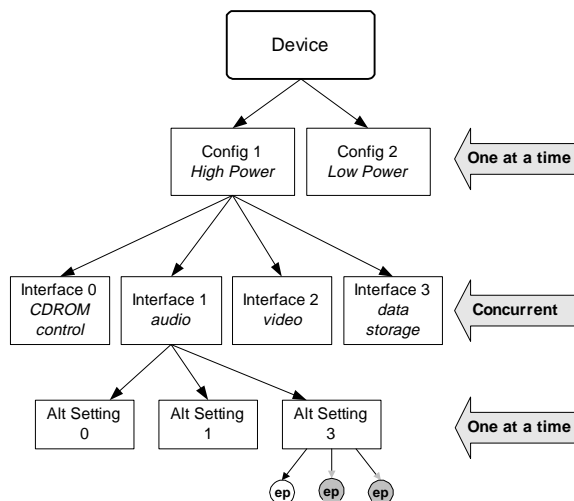 Device
Config 1
High Power
Config 2
Low Power
One at a time
Interface 0
CDROM
control
Interface 1
audio
Interface 2
video
Interface 3
data
storage
Concurrent
Alt Setting
0
Alt Setting
1
Alt Setting
3
One at a time
ep
ep
ep